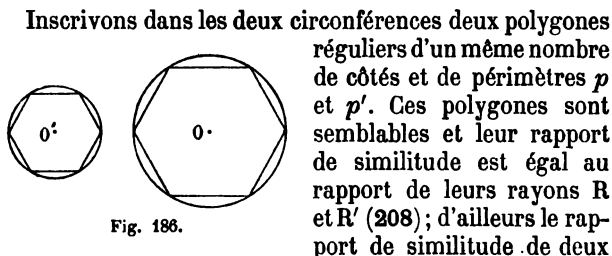 Inscrivons dans les deux circonférences deux polygones
réguliers d'un même nombre
de côtés et de périmètres p
et p'. Ces polygones sont
semblables et leur rapport
de similitude est égal au
rapport de leurs rayons R
et R' (208) ; d'ailleurs le rap-
port de similitude de deux
O'
O
Fig. 186.